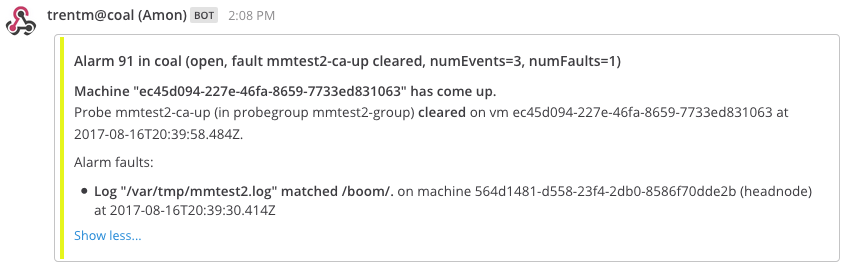 trentm@coal (Amon) BOT 2:08 PM
Alarm 91 in coal (open, fault mmtest2-ca-up cleared, numEvents=3, numFaults=1)
Machine "ec45d094-227e-46fa-8659-7733ed831063" has come up.
Probe mmtest2-ca-up (in probegroup mmtest2-group) cleared on vm ec45d094-227e-46fa-8659-7733ed831063 at
2017-08-16T20:39:58.484Z.
Alarm faults:
• Log "/var/tmp/mmtest2.log" matched /boom/. on machine 564d1481-d558-23f4-2db0-8586f70dde2b (headnode)
at 2017-08-16T20:39:30.414Z
Show less...